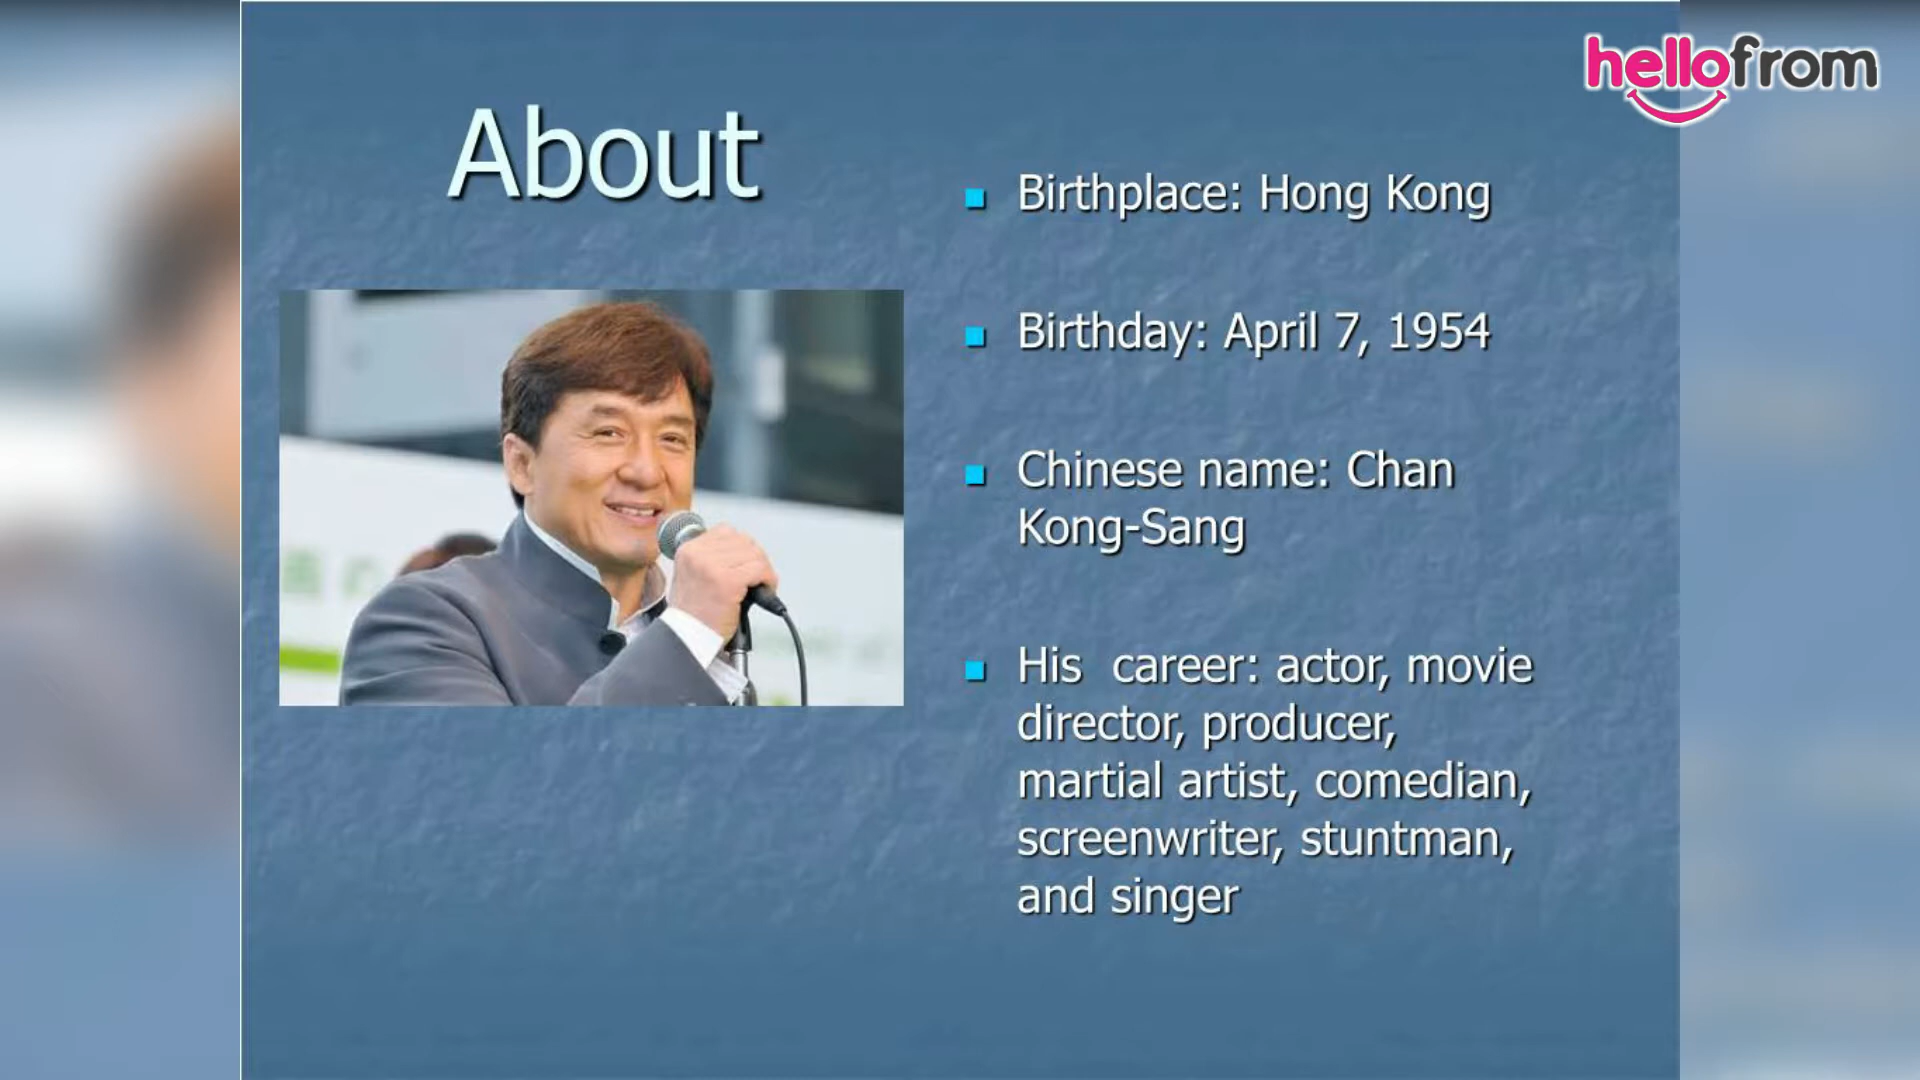 hellofrom
About
Birthplace: Hong Kong
Birthday: April 7, 1954
Chinese name: Chan
Kong-Sang
His  career: actor, movie
director, producer,
martial artist, comedian,
screenwriter, stuntman,
and singer